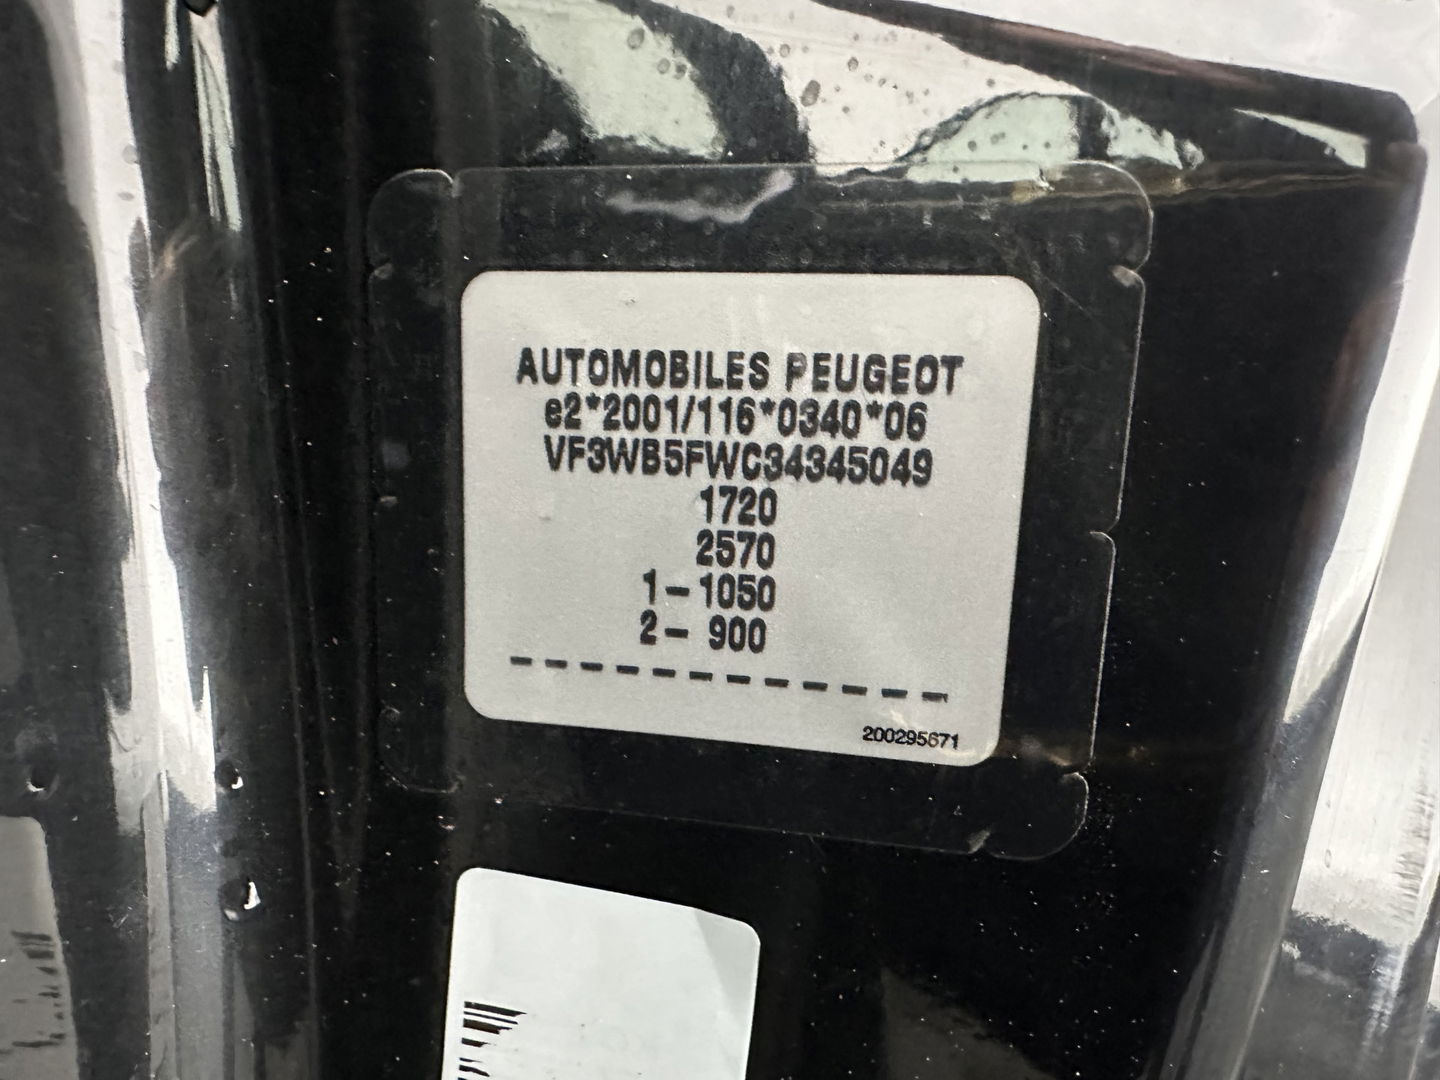 AUTOMOBILES PEUGEOT
e2*2001/116*0340*06
VF3WB5FWC34345049
1720
2570
1 - 1050
2 - 900
- - - - - - - - - - - -
200295671